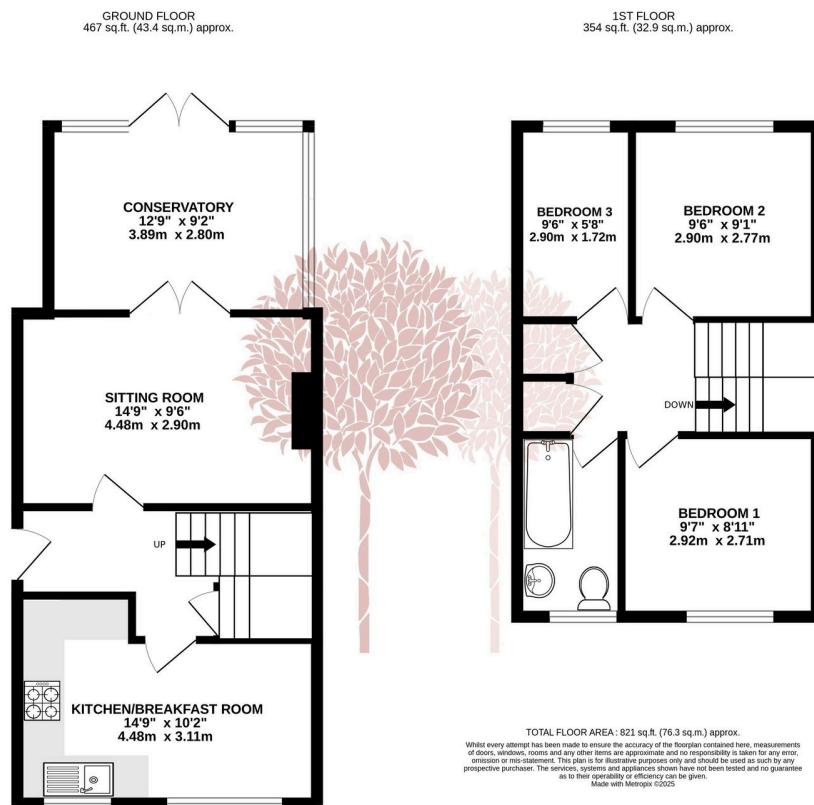 GROUND FLOOR
467 sq.ft. (43.4 sq.m.) approx.
CONSERVATORY
12'9" x 9'2"
3.89m x 2.80m
SITTING ROOM
14'9" x 9'6"
4.48m x 2.90m
UP
KITCHEN/BREAKFAST ROOM
14'9" x 10'2"
4.48m x 3.11m
1ST FLOOR
354 sq.ft. (32.9 sq.m.) approx.
BEDROOM 3
9'6" x 5'8"
2.90m x 1.72m
BEDROOM 2
9'6" x 9'1"
2.90m x 2.77m
DOWN
BEDROOM 1
9'7" x 8'11"
2.92m x 2.71m
TOTAL FLOOR AREA : 821 sq.ft. (76.3 sq.m.) approx.
Whilst every attempt has been made to ensure the accuracy of the floorplan contained here, measurements
of doors, windows, rooms and any other items are approximate and no responsibility is taken for any error,
omission or mis-statement. This plan is for illustrative purposes only and should be used as such by any
prospective purchaser. The services, systems and appliances shown have not been tested and no guarantee
as to their operability or efficiency can be given.
Made with Metropix ©2025